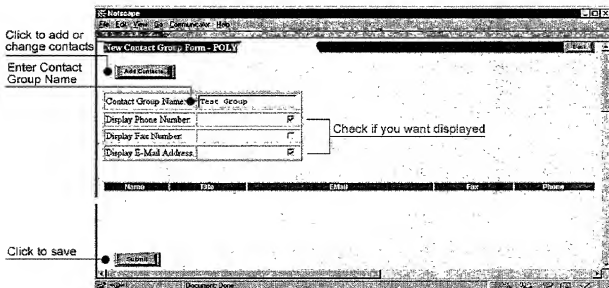 Netscape
File Edit View Go Communicator Help
Click to add or
change contacts
New Contact Group Form - POLY
Add Contacts
Enter Contact
Group Name
Contact Group Name: Test Group
Display Phone Number:
Check if you want displayed
Display Fax Number:
Display E-Mail Address:
Name Title EMail Fax Phone
Click to save
Submit
Document: Done